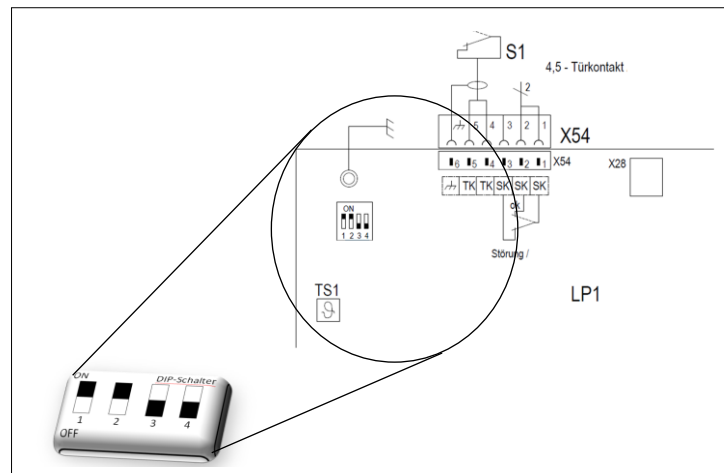 S1
4,5 - Türkontakt
2
5 4 3 2 1
X54
6 5 4 3 2 1
X54
X28
TK TK SK SK SK
ok
ON
1 2 3 4
Störung /
TS1
LP1
ON
DIP-Schalter
1 2 3 4
OFF